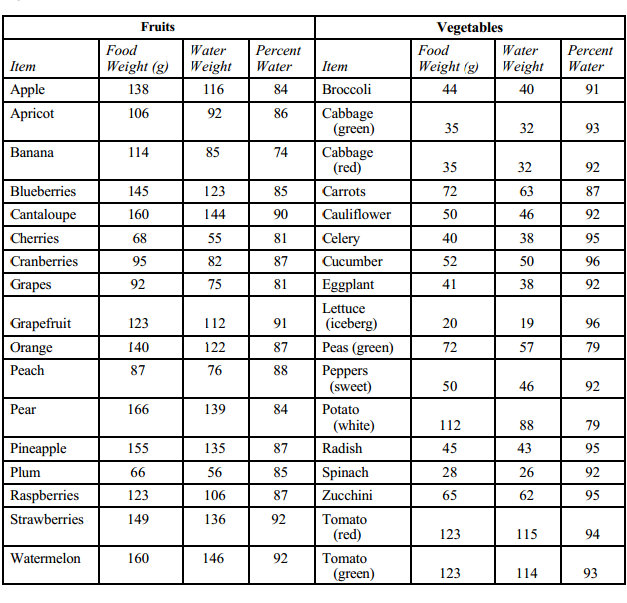 Fruits Vegetables
Item Food Weight (g) Water Weight Percent Water Item Food Weight (g) Water Weight Percent Water
Apple 138 116 84 Broccoli 44 40 91
Apricot 106 92 86 Cabbage (green) 35 32 93
Banana 114 85 74 Cabbage (red) 35 32 92
Blueberries 145 123 85 Carrots 72 63 87
Cantaloupe 160 144 90 Cauliflower 50 46 92
Cherries 68 55 81 Celery 40 38 95
Cranberries 95 82 87 Cucumber 52 50 96
Grapes 92 75 81 Eggplant 41 38 92
Grapefruit 123 112 91 Lettuce (iceberg) 20 19 96
Orange 140 122 87 Peas (green) 72 57 79
Peach 87 76 88 Peppers (sweet) 50 46 92
Pear 166 139 84 Potato (white) 112 88 79
Pineapple 155 135 87 Radish 45 43 95
Plum 66 56 85 Spinach 28 26 92
Raspberries 123 106 87 Zucchini 65 62 95
Strawberries 149 136 92 Tomato (red) 123 115 94
Watermelon 160 146 92 Tomato (green) 123 114 93